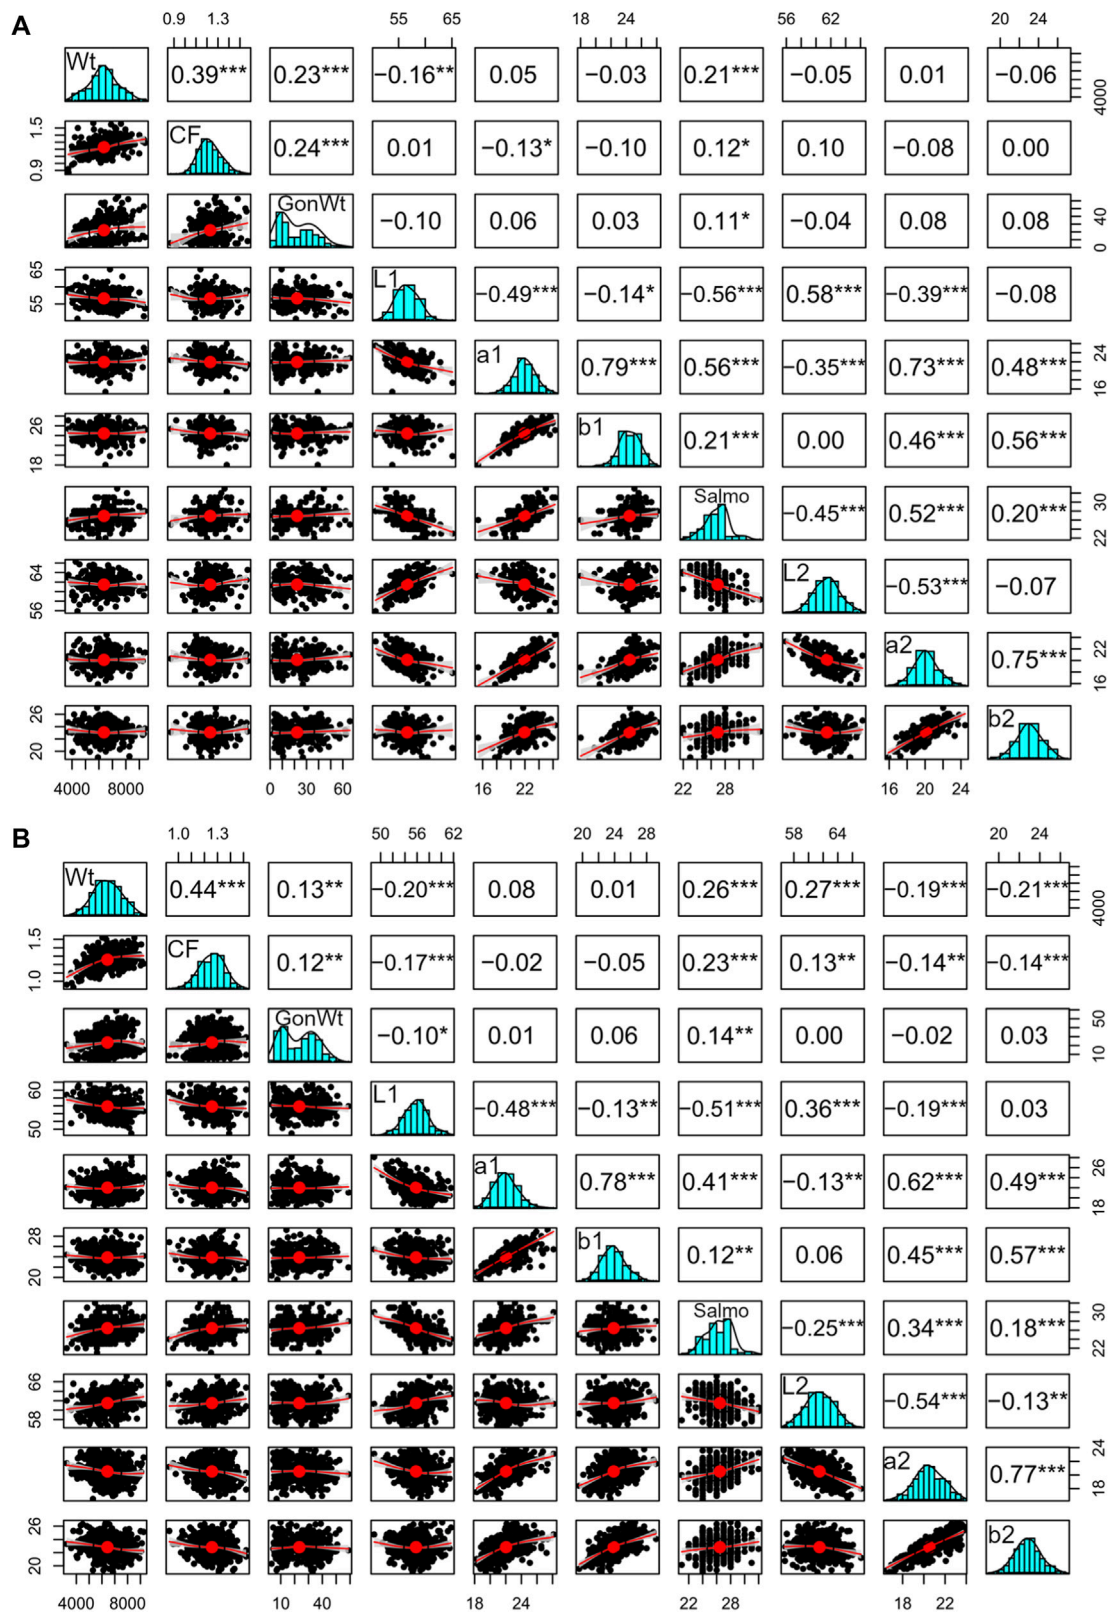 A
0.9 1.3 55 65 18 24 56 62 20 24
Wt 0.39*** 0.23*** −0.16** 0.05 −0.03 0.21*** −0.05 0.01 −0.06 4000
1.5 0.9 CF 0.24*** 0.01 −0.13* −0.10 0.12* 0.10 −0.08 0.00
GonWt −0.10 0.06 0.03 0.11* −0.04 0.08 0.08 40 0
65 55 L1 −0.49*** −0.14* −0.56*** 0.58*** −0.39*** −0.08
a1 0.79*** 0.56*** −0.35*** 0.73*** 0.48*** 24 16
26 18 b1 0.21*** 0.00 0.46*** 0.56***
Salmo −0.45*** 0.52*** 0.20*** 30 22
64 56 L2 −0.53*** −0.07
a2 0.75*** 22 16
26 20 b2
4000 8000 0 30 60 16 22 22 28 16 20 24
B
1.0 1.3 50 56 62 20 24 28 58 64 20 24
Wt 0.44*** 0.13** −0.20*** 0.08 0.01 0.26*** 0.27*** −0.19*** −0.21*** 4000
1.5 1.0 CF 0.12** −0.17*** −0.02 −0.05 0.23*** 0.13** −0.14** −0.14***
GonWt −0.10* 0.01 0.06 0.14** 0.00 −0.02 0.03 50 10
60 50 L1 −0.48*** −0.13** −0.51*** 0.36*** −0.19*** 0.03
a1 0.78*** 0.41*** −0.13** 0.62*** 0.49*** 26 18
28 20 b1 0.12** 0.06 0.45*** 0.57***
Salmo −0.25*** 0.34*** 0.18*** 30 22
66 58 L2 −0.54*** −0.13**
a2 0.77*** 24 18
26 20 b2
4000 8000 10 40 18 24 22 28 18 22